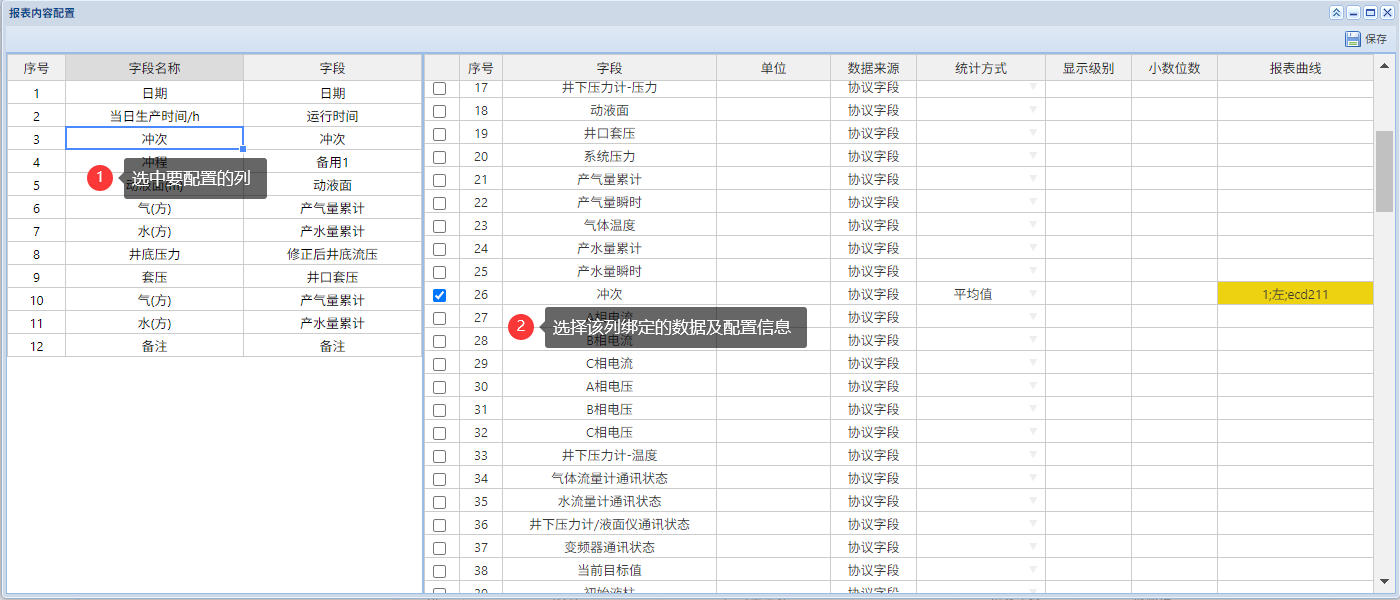 报表内容配置
保存
序号 字段名称 字段
1 日期 日期
2 当日生产时间/h 运行时间
3 冲次 冲次
4 冲程 备用1
5 动液面(m) 动液面
6 气(方) 产气量累计
7 水(方) 产水量累计
8 井底压力 修正后井底流压
9 套压 井口套压
10 气(方) 产气量累计
11 水(方) 产水量累计
12 备注 备注
1 选中要配置的列
序号 字段 单位 数据来源 统计方式 显示级别 小数位数 报表曲线
17 井下压力计-压力 协议字段
18 动液面 协议字段
19 井口套压 协议字段
20 系统压力 协议字段
21 产气量累计 协议字段
22 产气量瞬时 协议字段
23 气体温度 协议字段
24 产水量累计 协议字段
25 产水量瞬时 协议字段
26 冲次 协议字段 平均值 1;左;ecd211
27 A相电流 协议字段
28 B相电流 协议字段
29 C相电流 协议字段
30 A相电压 协议字段
31 B相电压 协议字段
32 C相电压 协议字段
33 井下压力计-温度 协议字段
34 气体流量计通讯状态 协议字段
35 水流量计通讯状态 协议字段
36 井下压力计/液面仪通讯状态 协议字段
37 变频器通讯状态 协议字段
38 当前目标值 协议字段
39 初始液柱 协议字段
2 选择该列绑定的数据及配置信息